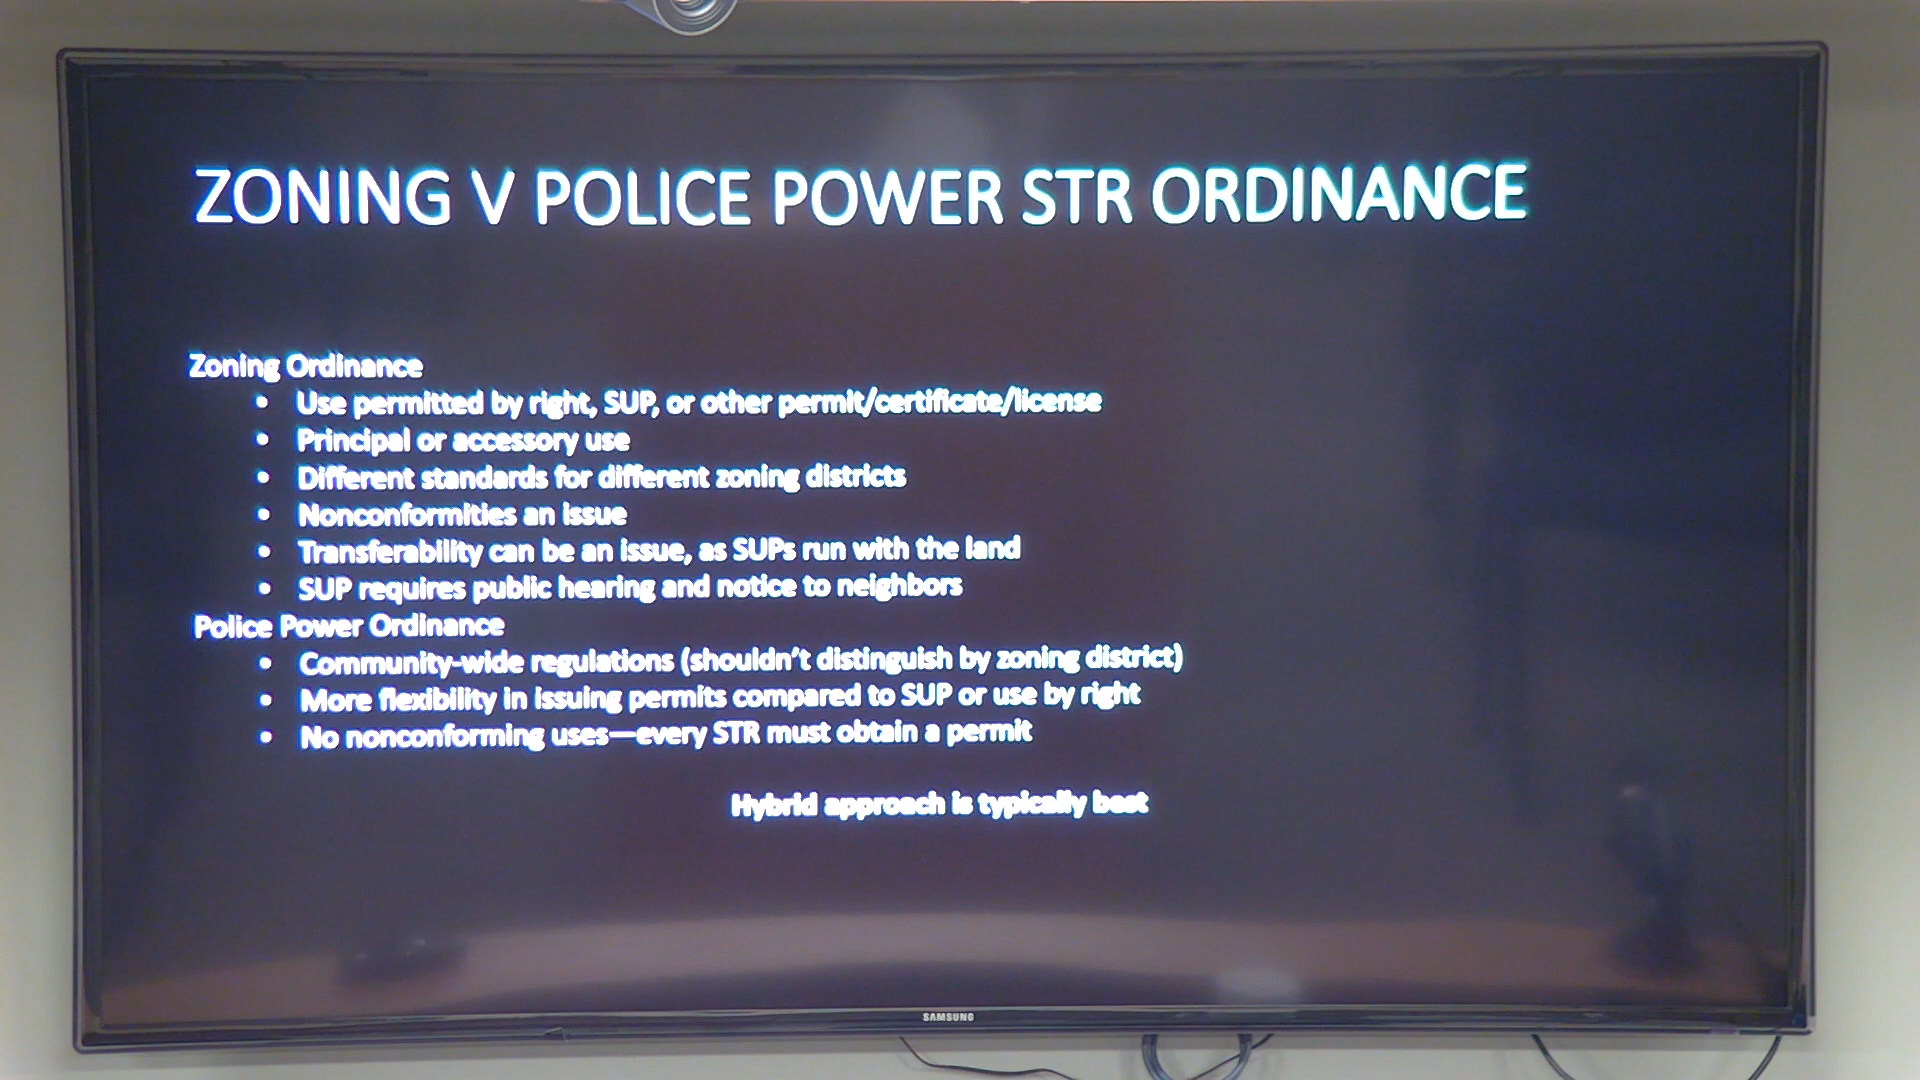 ZONING V POLICE POWER STR ORDINANCE
Zoning Ordinance
• Use permitted by right, SUP, or other permit/certificate/license
• Principal or accessory use
• Different standards for different zoning districts
• Nonconformities an issue
• Transferability can be an issue, as SUPs run with the land
• SUP requires public hearing and notice to neighbors
Police Power Ordinance
• Community-wide regulations (shouldn't distinguish by zoning district)
• More flexibility in issuing permits compared to SUP or use by right
• No nonconforming uses—every STR must obtain a permit
Hybrid approach is typically best
SAMSUNG